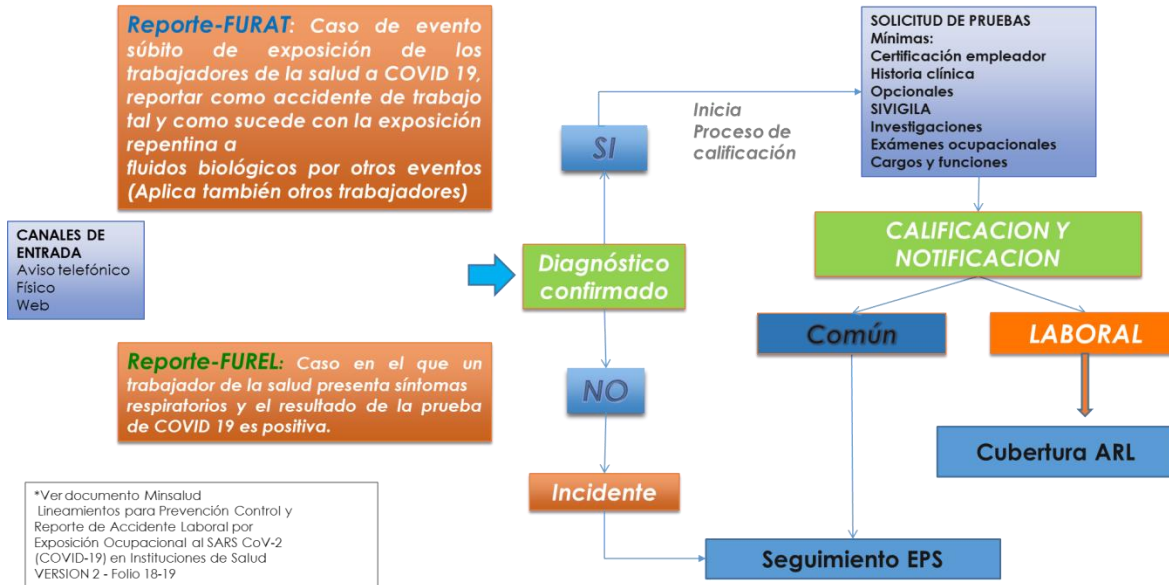 Reporte-FURAT: Caso de evento
súbito de exposición de los
trabajadores de la salud a COVID 19,
reportar como accidente de trabajo
tal y como sucede con la exposición
repentina a
fluidos biológicos por otros eventos
(Aplica también otros trabajadores)
CANALES DE
ENTRADA
Aviso telefónico
Físico
Web
Reporte-FUREL: Caso en el que un
trabajador de la salud presenta síntomas
respiratorios y el resultado de la prueba
de COVID 19 es positiva.
*Ver documento Minsalud
Lineamientos para Prevención Control y
Reporte de Accidente Laboral por
Exposición Ocupacional al SARS CoV-2
(COVID-19) en Instituciones de Salud
VERSION 2 - Folio 18-19
Diagnóstico
confirmado
SI
Inicia
Proceso de
calificación
NO
Incidente
SOLICITUD DE PRUEBAS
Mínimas:
Certificación empleador
Historia clínica
Opcionales
SIVIGILA
Investigaciones
Exámenes ocupacionales
Cargos y funciones
CALIFICACION Y
NOTIFICACION
Común
LABORAL
Cubertura ARL
Seguimiento EPS